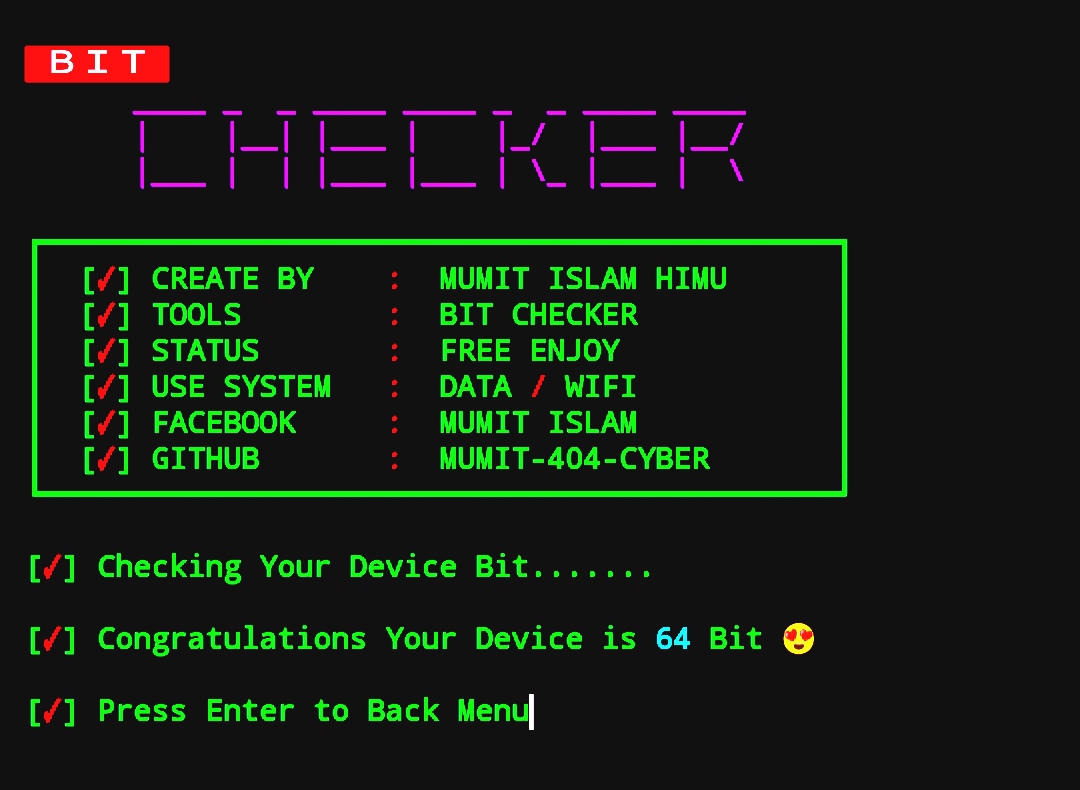 BIT
CHECKER
[✓] CREATE BY : MUMIT ISLAM HIMU
[✓] TOOLS : BIT CHECKER
[✓] STATUS : FREE ENJOY
[✓] USE SYSTEM : DATA / WIFI
[✓] FACEBOOK : MUMIT ISLAM
[✓] GITHUB : MUMIT-404-CYBER
[✓] Checking Your Device Bit.......
[✓] Congratulations Your Device is 64 Bit 😍
[✓] Press Enter to Back Menu